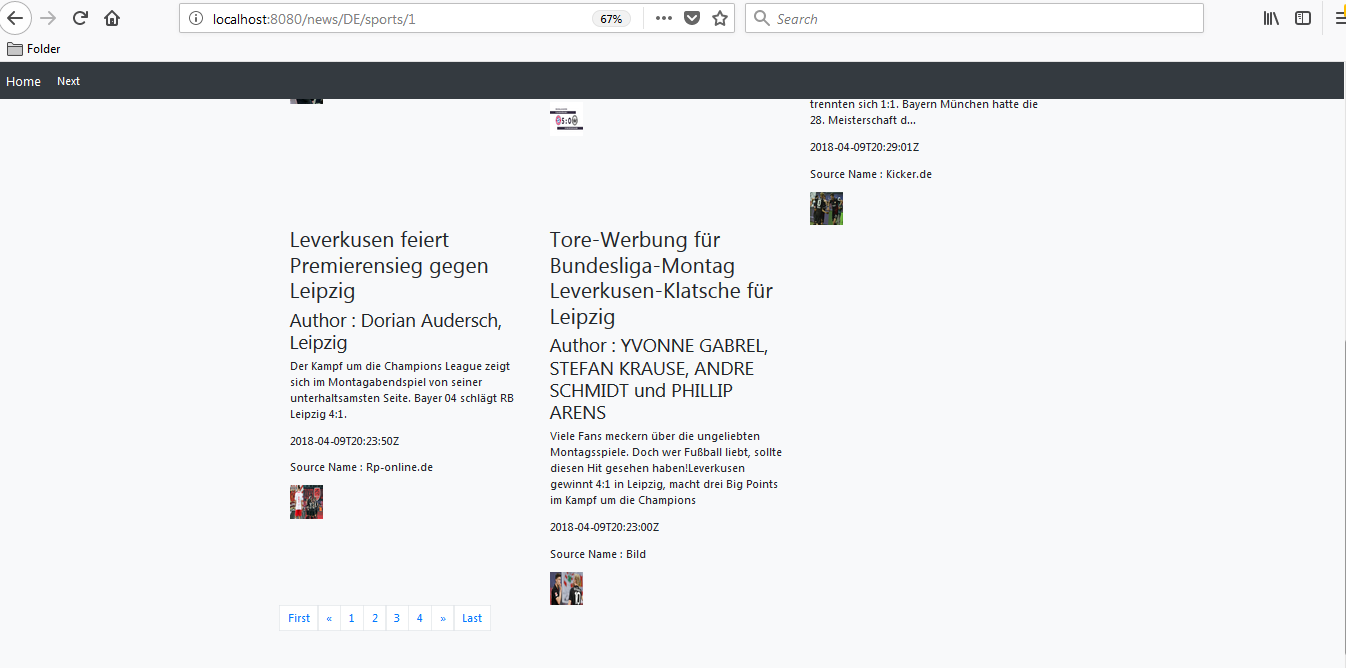 localhost:8080/news/DE/sports/1
67%
Search
Folder
Home
Next
5:0
trennten sich 1:1. Bayern München hatte die
28. Meisterschaft d...
2018-04-09T20:29:01Z
Source Name : Kicker.de
Leverkusen feiert
Premierensieg gegen
Leipzig
Author : Dorian Audersch,
Leipzig
Der Kampf um die Champions League zeigt
sich im Montagabendspiel von seiner
unterhaltsamsten Seite. Bayer 04 schlägt RB
Leipzig 4:1.
2018-04-09T20:23:50Z
Source Name : Rp-online.de
Tore-Werbung für
Bundesliga-Montag
Leverkusen-Klatsche für
Leipzig
Author : YVONNE GABREL,
STEFAN KRAUSE, ANDRE
SCHMIDT und PHILLIP
ARENS
Viele Fans meckern über die ungeliebten
Montagsspiele. Doch wer Fußball liebt, sollte
diesen Hit gesehen haben!Leverkusen
gewinnt 4:1 in Leipzig, macht drei Big Points
im Kampf um die Champions
2018-04-09T20:23:00Z
Source Name : Bild
First « 1 2 3 4 » Last